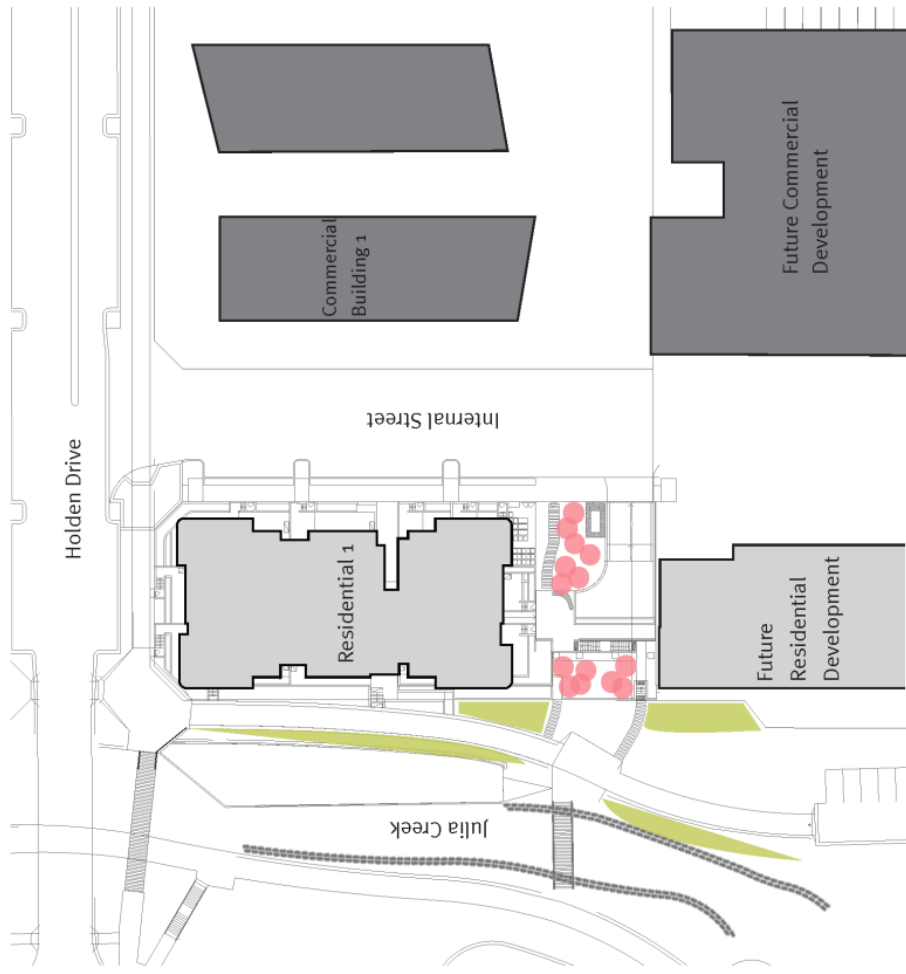 Holden Drive
Commercial
Building 1
Future Commercial
Development
Internal Street
Residential 1
Future
Residential
Development
Julia Creek